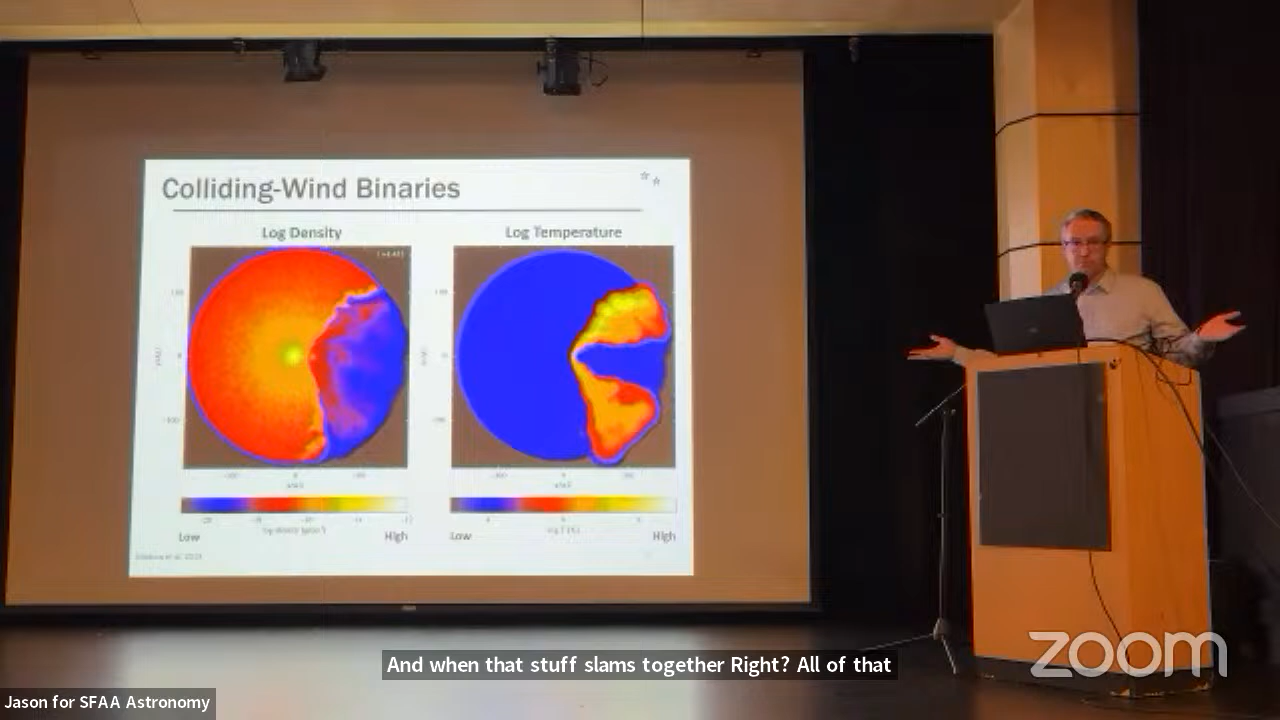 Colliding-Wind Binaries
Log Density
Log Temperature
Low
High
Low
High
And when that stuff slams together Right? All of that
zoom
Jason for SFAA Astronomy